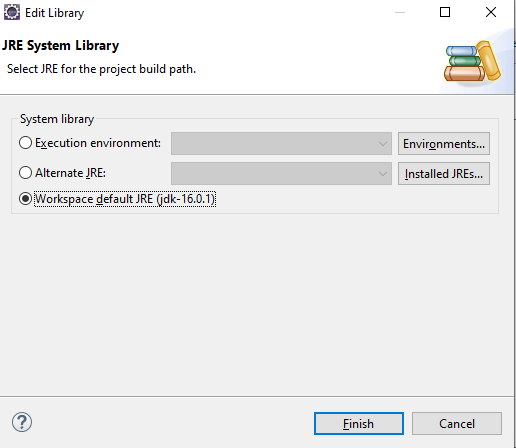 Edit Library
JRE System Library
Select JRE for the project build path.
System library
Execution environment:
Environments...
Alternate JRE:
Installed JREs...
Workspace default JRE (jdk-16.0.1)
?
Finish
Cancel